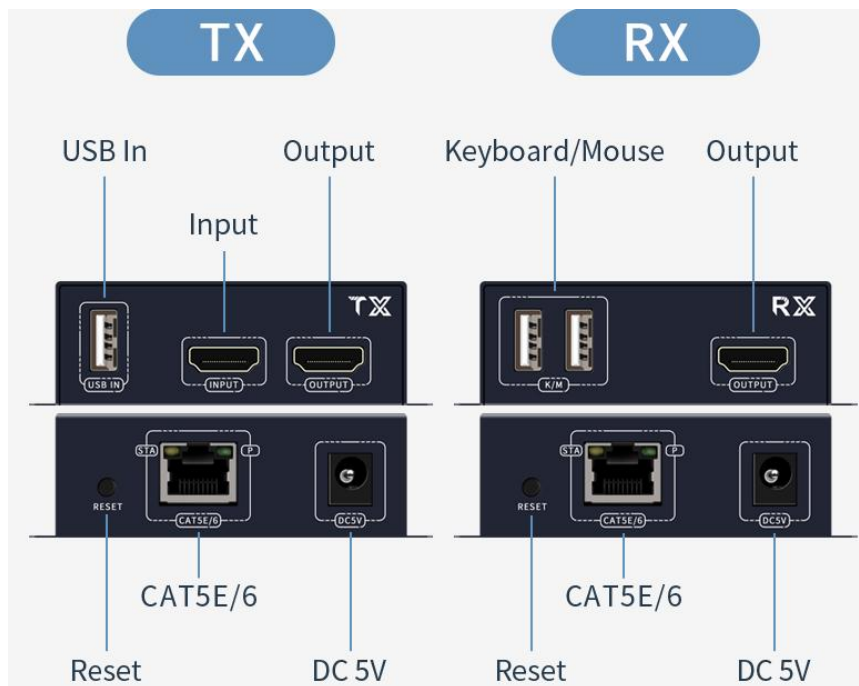 TX
RX
USB In
Output
Keyboard/Mouse
Output
Input
TX
RX
USB IN
INPUT
OUTPUT
K/M
OUTPUT
STA
P
STA
P
RESET
RESET
CAT5E/6
DC5V
CAT5E/6
DC5V
CAT5E/6
CAT5E/6
Reset
DC 5V
Reset
DC 5V